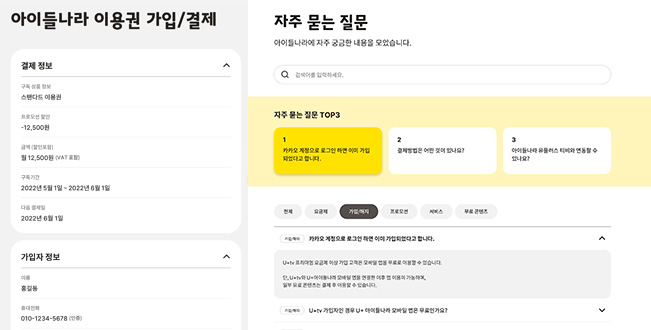 아이들나라 이용권 가입/결제
결제 정보
구독 상품 정보
스탠다드 이용권
프로모션 할인
-12,500원
금액 (할인포함)
월 12,500원 (VAT 포함)
구독기간
2022년 5월 1일 ~ 2022년 6월 1일
다음 결제일
2022년 6월 1일
가입자 정보
이름
홍길동
휴대전화
010-1234-5678 (인증)
자주 묻는 질문
아이들나라에 자주 궁금한 내용을 모았습니다.
검색어를 입력하세요.
자주 묻는 질문 TOP3
1
카카오 계정으로 로그인 하면 이미 가입
되었다고 합니다.
2
결제방법은 어떤 것이 있나요?
3
아이들나라 유플러스 티비와 연동할 수
있나요?
전체
요금제
가입/해지
프로모션
서비스
무료 콘텐츠
가입/해지
카카오 계정으로 로그인 하면 이미 가입되었다고 합니다.
U+tv 프리미엄 요금제 이상 가입 고객은 모바일 앱을 무료로 이용할 수 있습니다.
단, U+tv와 U+아이들나라 모바일 앱을 연결한 이후 앱 이용이 가능하며,
일부 유료 콘텐츠는 결제 후 이용할 수 있습니다.
가입/해지
U+tv 가입자인 경우 U+ 아이들나라 모바일 앱은 무료인가요?